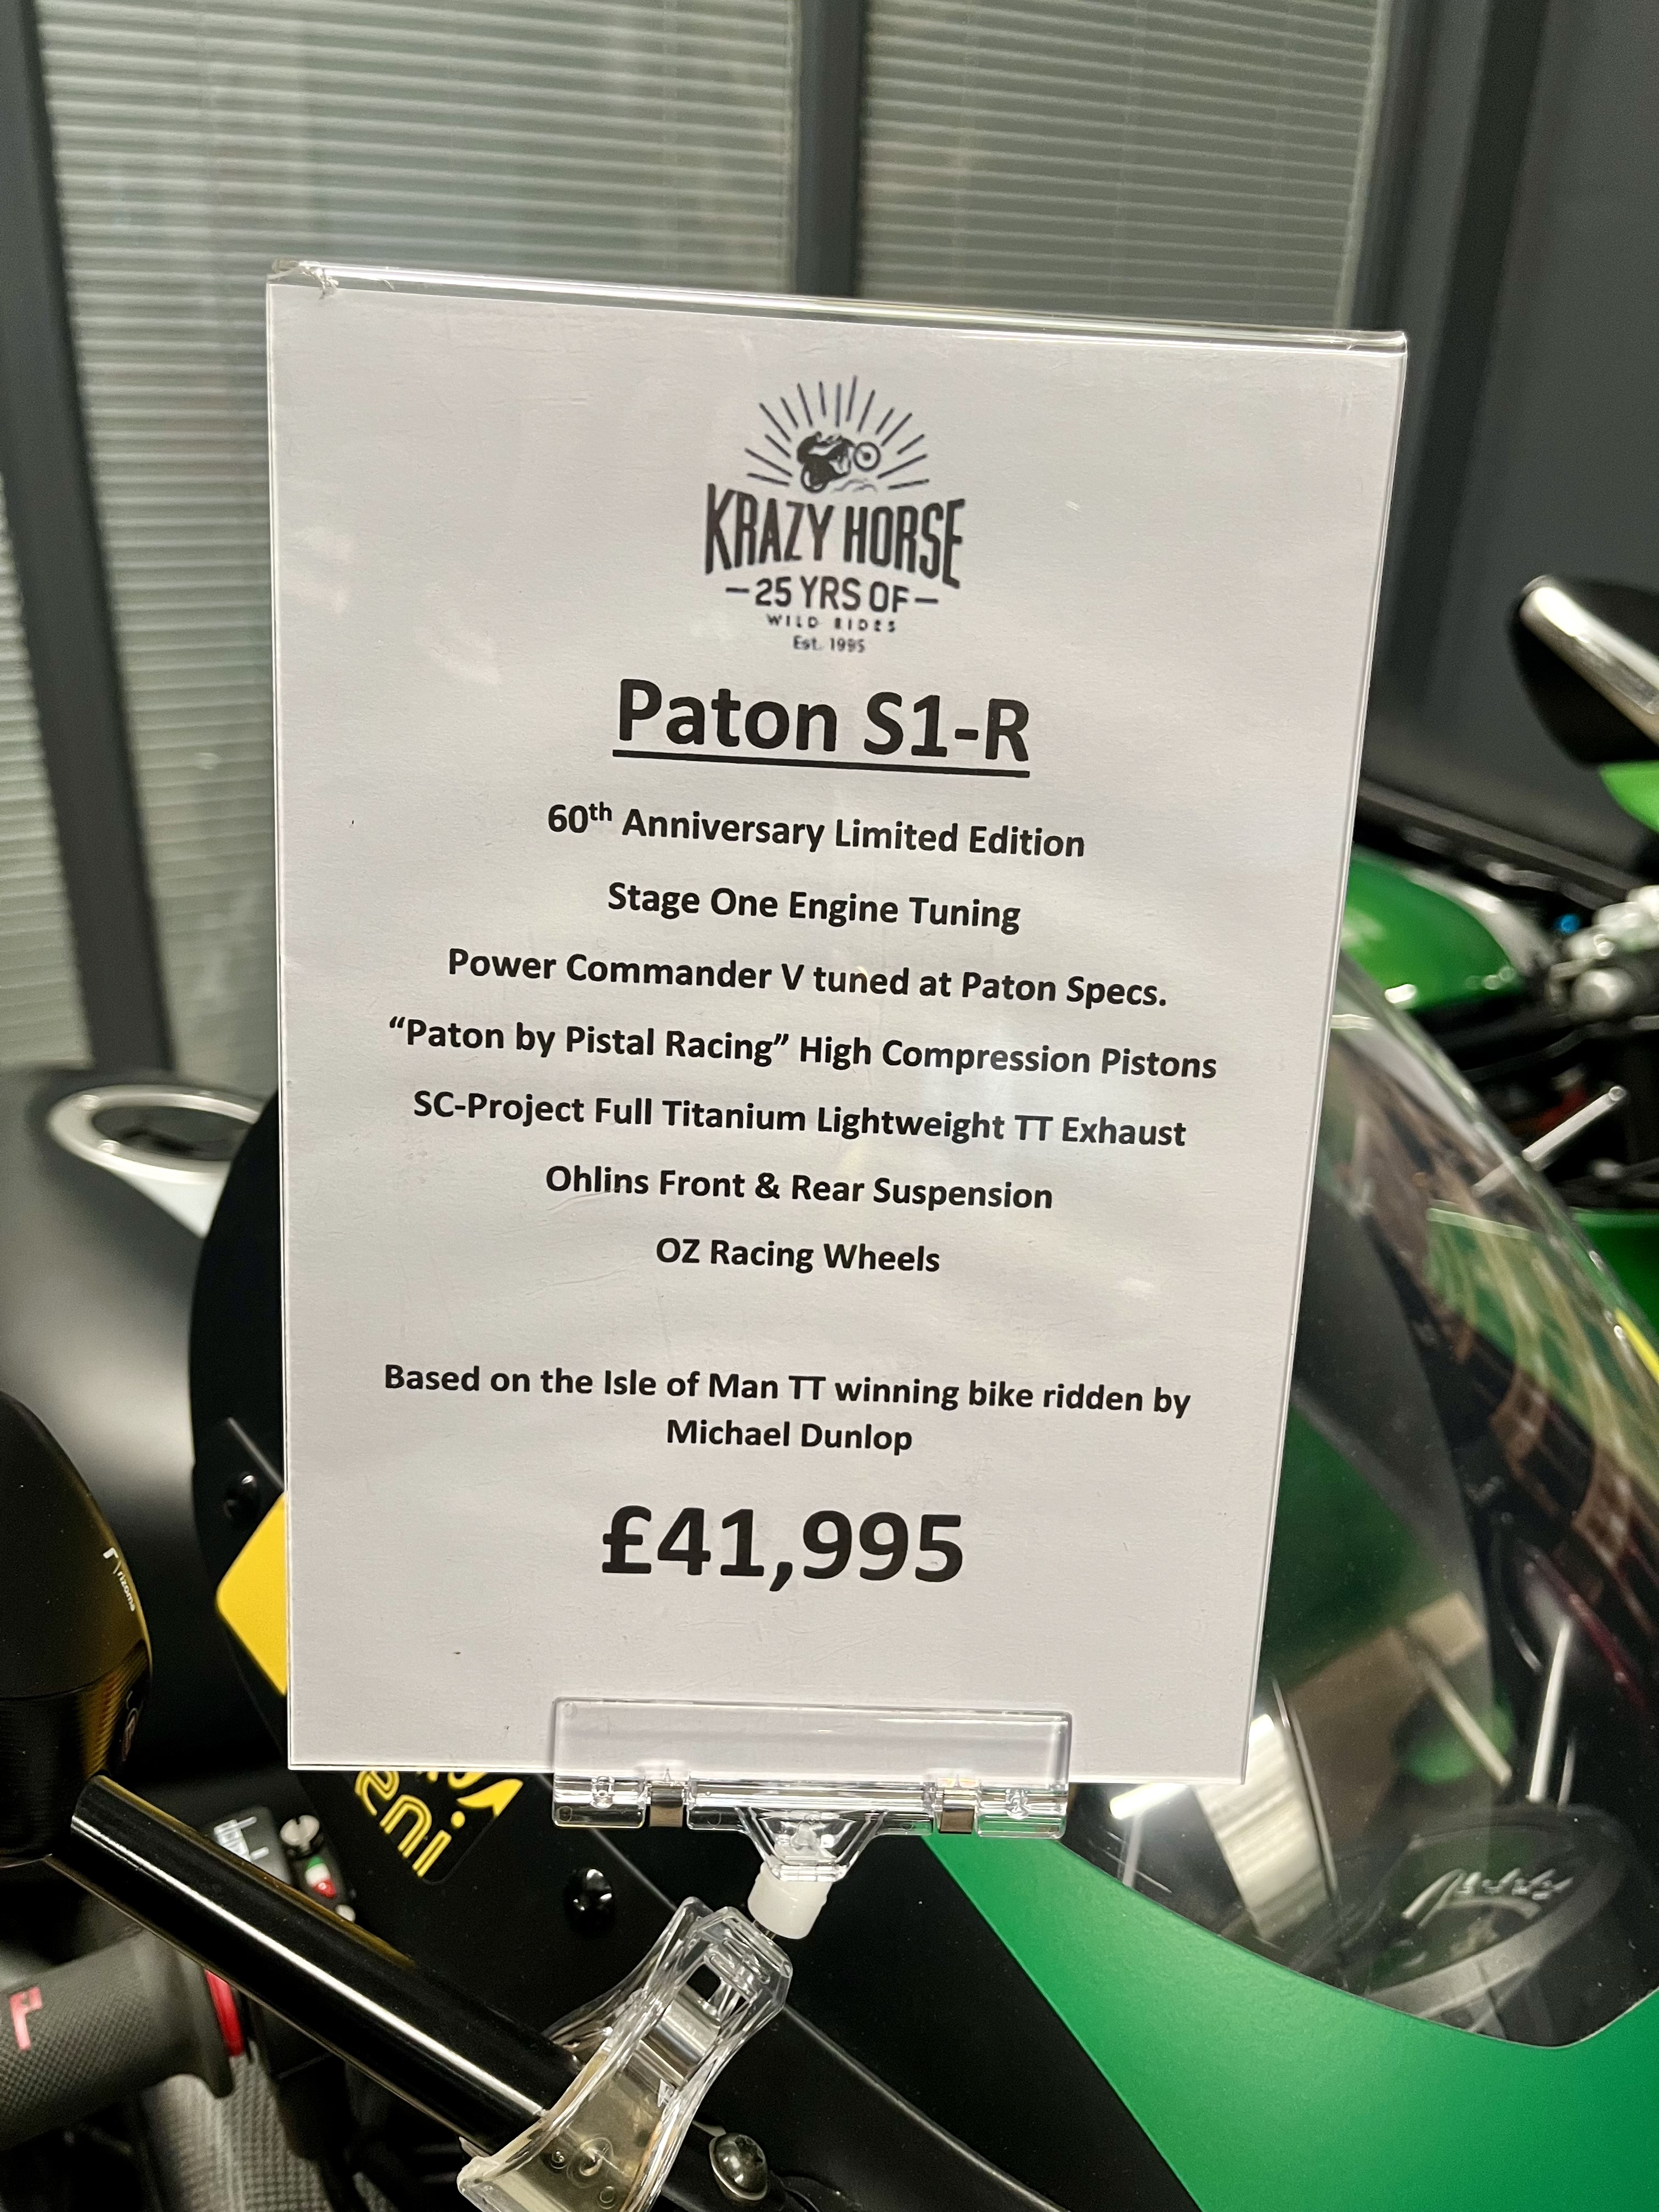 KRAZY HORSE
-25 YRS OF-
WILD RIDES
Est. 1995
Paton S1-R
60th Anniversary Limited Edition
Stage One Engine Tuning
Power Commander V tuned at Paton Specs.
“Paton by Pistal Racing” High Compression Pistons
SC-Project Full Titanium Lightweight TT Exhaust
Ohlins Front & Rear Suspension
OZ Racing Wheels
Based on the Isle of Man TT winning bike ridden by
Michael Dunlop
£41,995
rizoma
eni